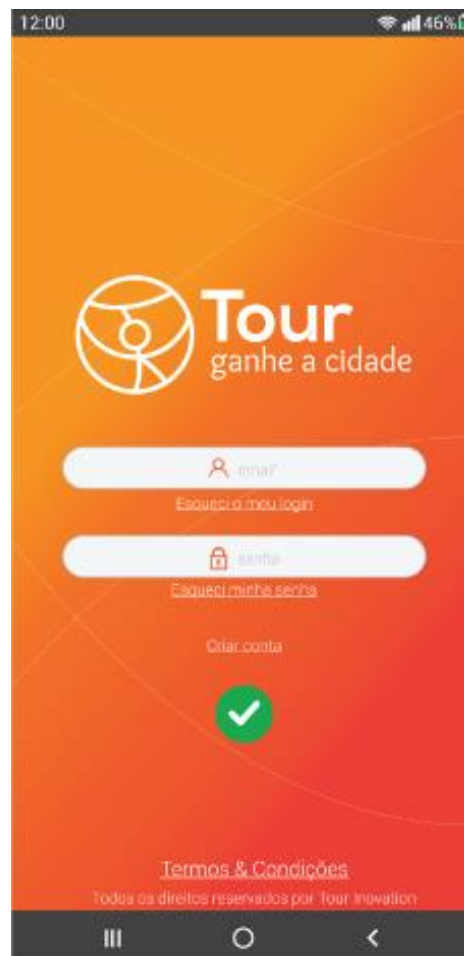 12:00 46%
Tour
ganhe a cidade
email
Esqueci o meu login
senha
Esqueci minha senha
Criar conta
Termos & Condições
Todos os direitos reservados por Tour Inovation